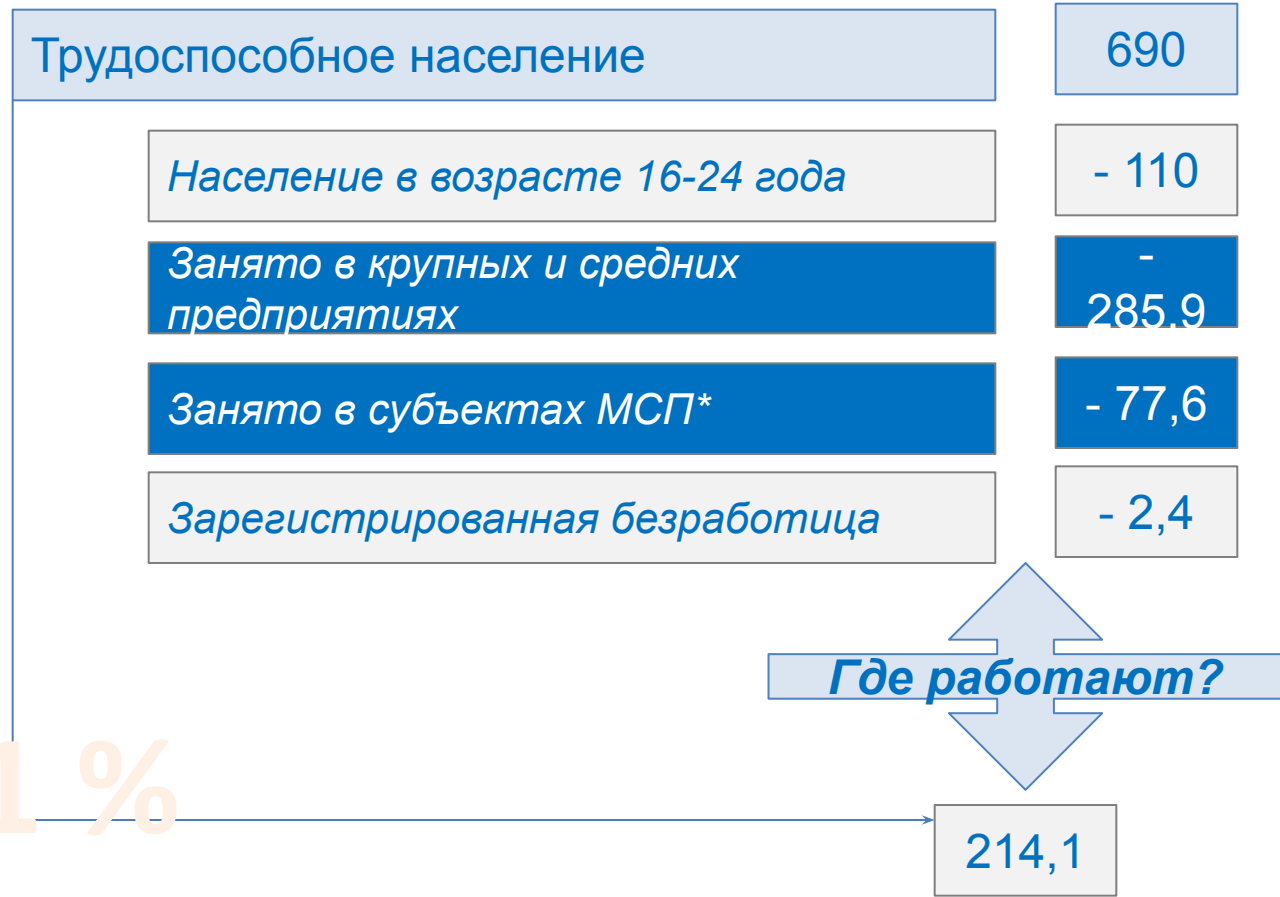 Трудоспособное население
690
Население в возрасте 16-24 года
- 110
Занято в крупных и средних
предприятиях
-
285,9
Занято в субъектах МСП*
- 77,6
Зарегистрированная безработица
- 2,4
Где работают?
1 %
214,1